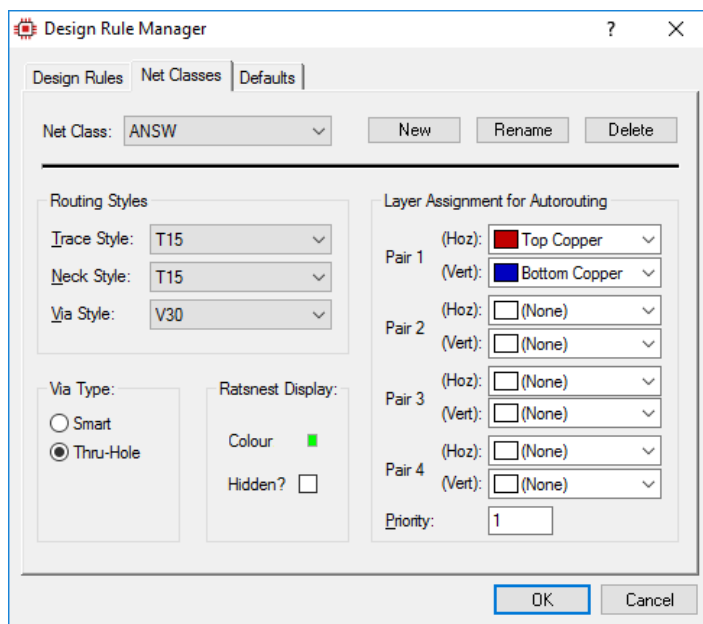 Design Rule Manager
?
Design Rules Net Classes Defaults
Net Class: ANSW New Rename Delete
Routing Styles
Trace Style: T15
Neck Style: T15
Via Style: V30
Layer Assignment for Autorouting
Pair 1 (Hoz): Top Copper
(Vert): Bottom Copper
Pair 2 (Hoz): (None)
(Vert): (None)
Pair 3 (Hoz): (None)
(Vert): (None)
Pair 4 (Hoz): (None)
(Vert): (None)
Priority: 1
Via Type:
Smart
Thru-Hole
Ratsnest Display:
Colour
Hidden?
OK Cancel